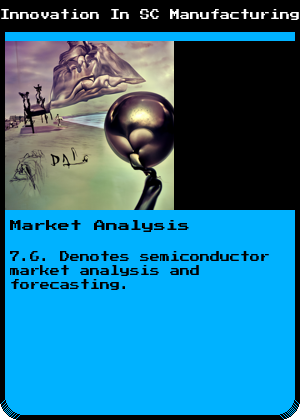 Innovation In SC Manufacturing
Market Analysis
7.6. Denotes semiconductor
market analysis and
forecasting.